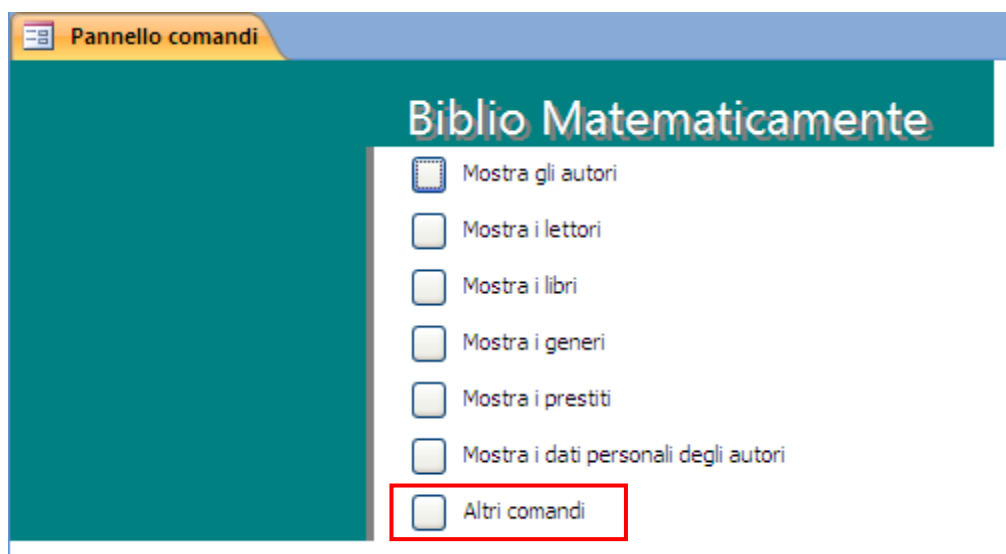 Pannello comandi
Biblio Matematicamente
Mostra gli autori
Mostra i lettori
Mostra i libri
Mostra i generi
Mostra i prestiti
Mostra i dati personali degli autori
Altri comandi